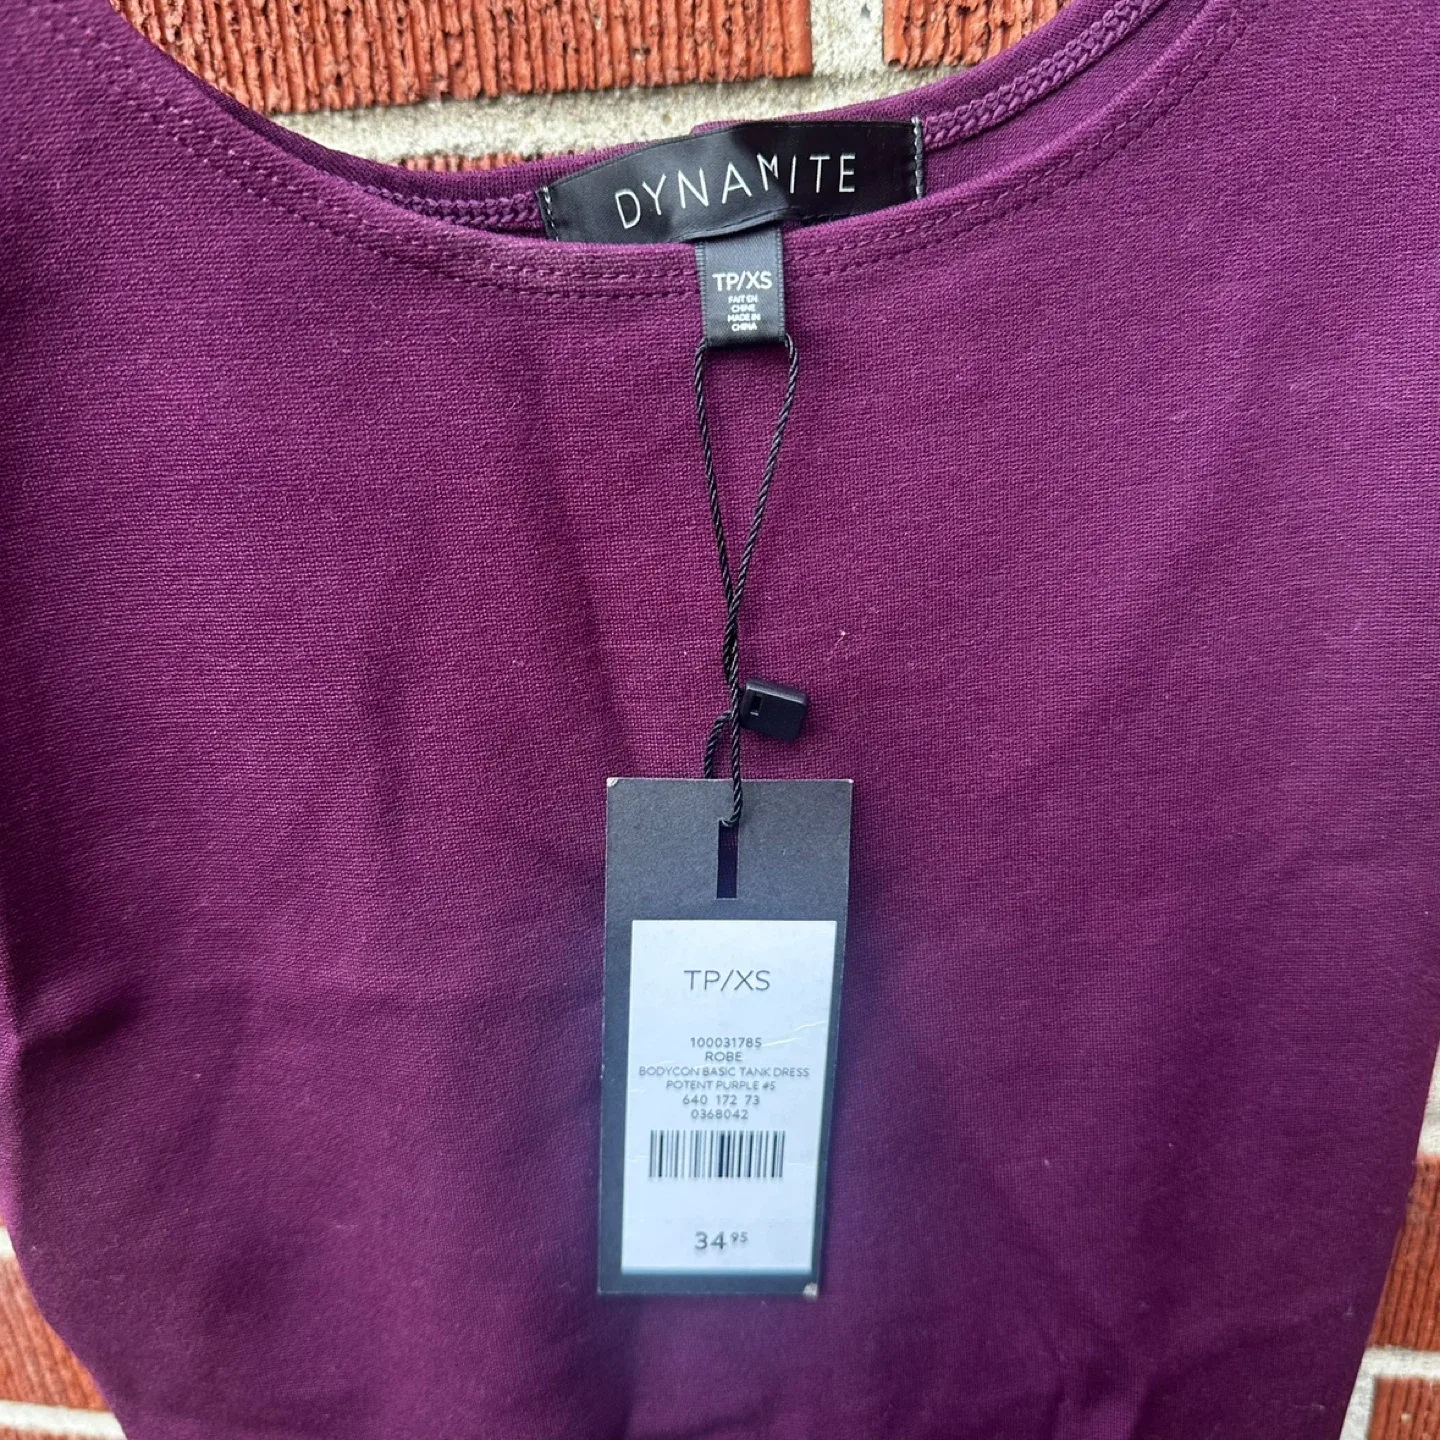 DYNAMITE
TP/XS
FAIT EN
CHINE
MADE IN
CHINA
TP/XS
100031785
ROBE
BODYCON BASIC TANK DRESS
POTENT PURPLE #5
640 172 73
0368042
34 95